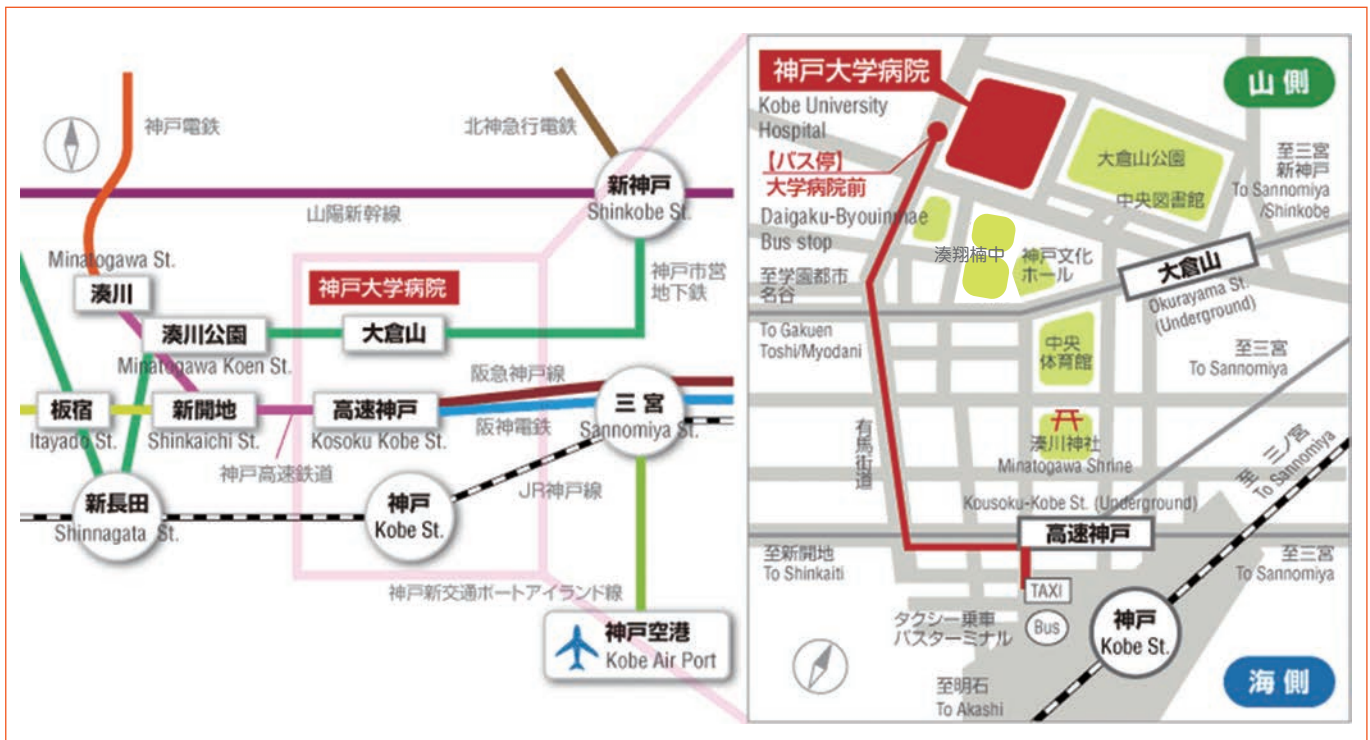 神戸電鉄
北神急行電鉄
新神戸
Shinkobe St.
山陽新幹線
Minatogawa St.
湊川
神戸大学病院
神戸市営
地下鉄
湊川公園
Minatogawa Koen St.
大倉山
阪急神戸線
板宿
Itayado St.
新開地
Shinkaichi St.
高速神戸
Kosoku Kobe St.
阪神電鉄
三宮
Sannomiya St.
神戸高速鉄道
新長田
Shinnagata St.
神戸
Kobe St.
JR神戸線
神戸新交通ポートアイランド線
神戸空港
Kobe Air Port
神戸大学病院
Kobe University
Hospital
【バス停】
大学病院前
Daigaku-Byouinmae
Bus stop
山側
大倉山公園
中央図書館
至三宮
新神戸
To Sannomiya
/Shinkobe
湊翔楠中
神戸文化
ホール
大倉山
Okurayama St.
(Underground)
至学園都市
名谷
To Gakuen
Toshi/Myodani
中央
体育館
至三宮
To Sannomiya
有馬街道
湊川神社
Minatogawa Shrine
至 三ノ宮
To Sannomiya
Kousoku-Kobe St. (Underground)
高速神戸
至新開地
To Shinkaiti
至三宮
To Sannomiya
TAXI
タクシー乗車
バスターミナル
Bus
神戸
Kobe St.
至明石
To Akashi
海側